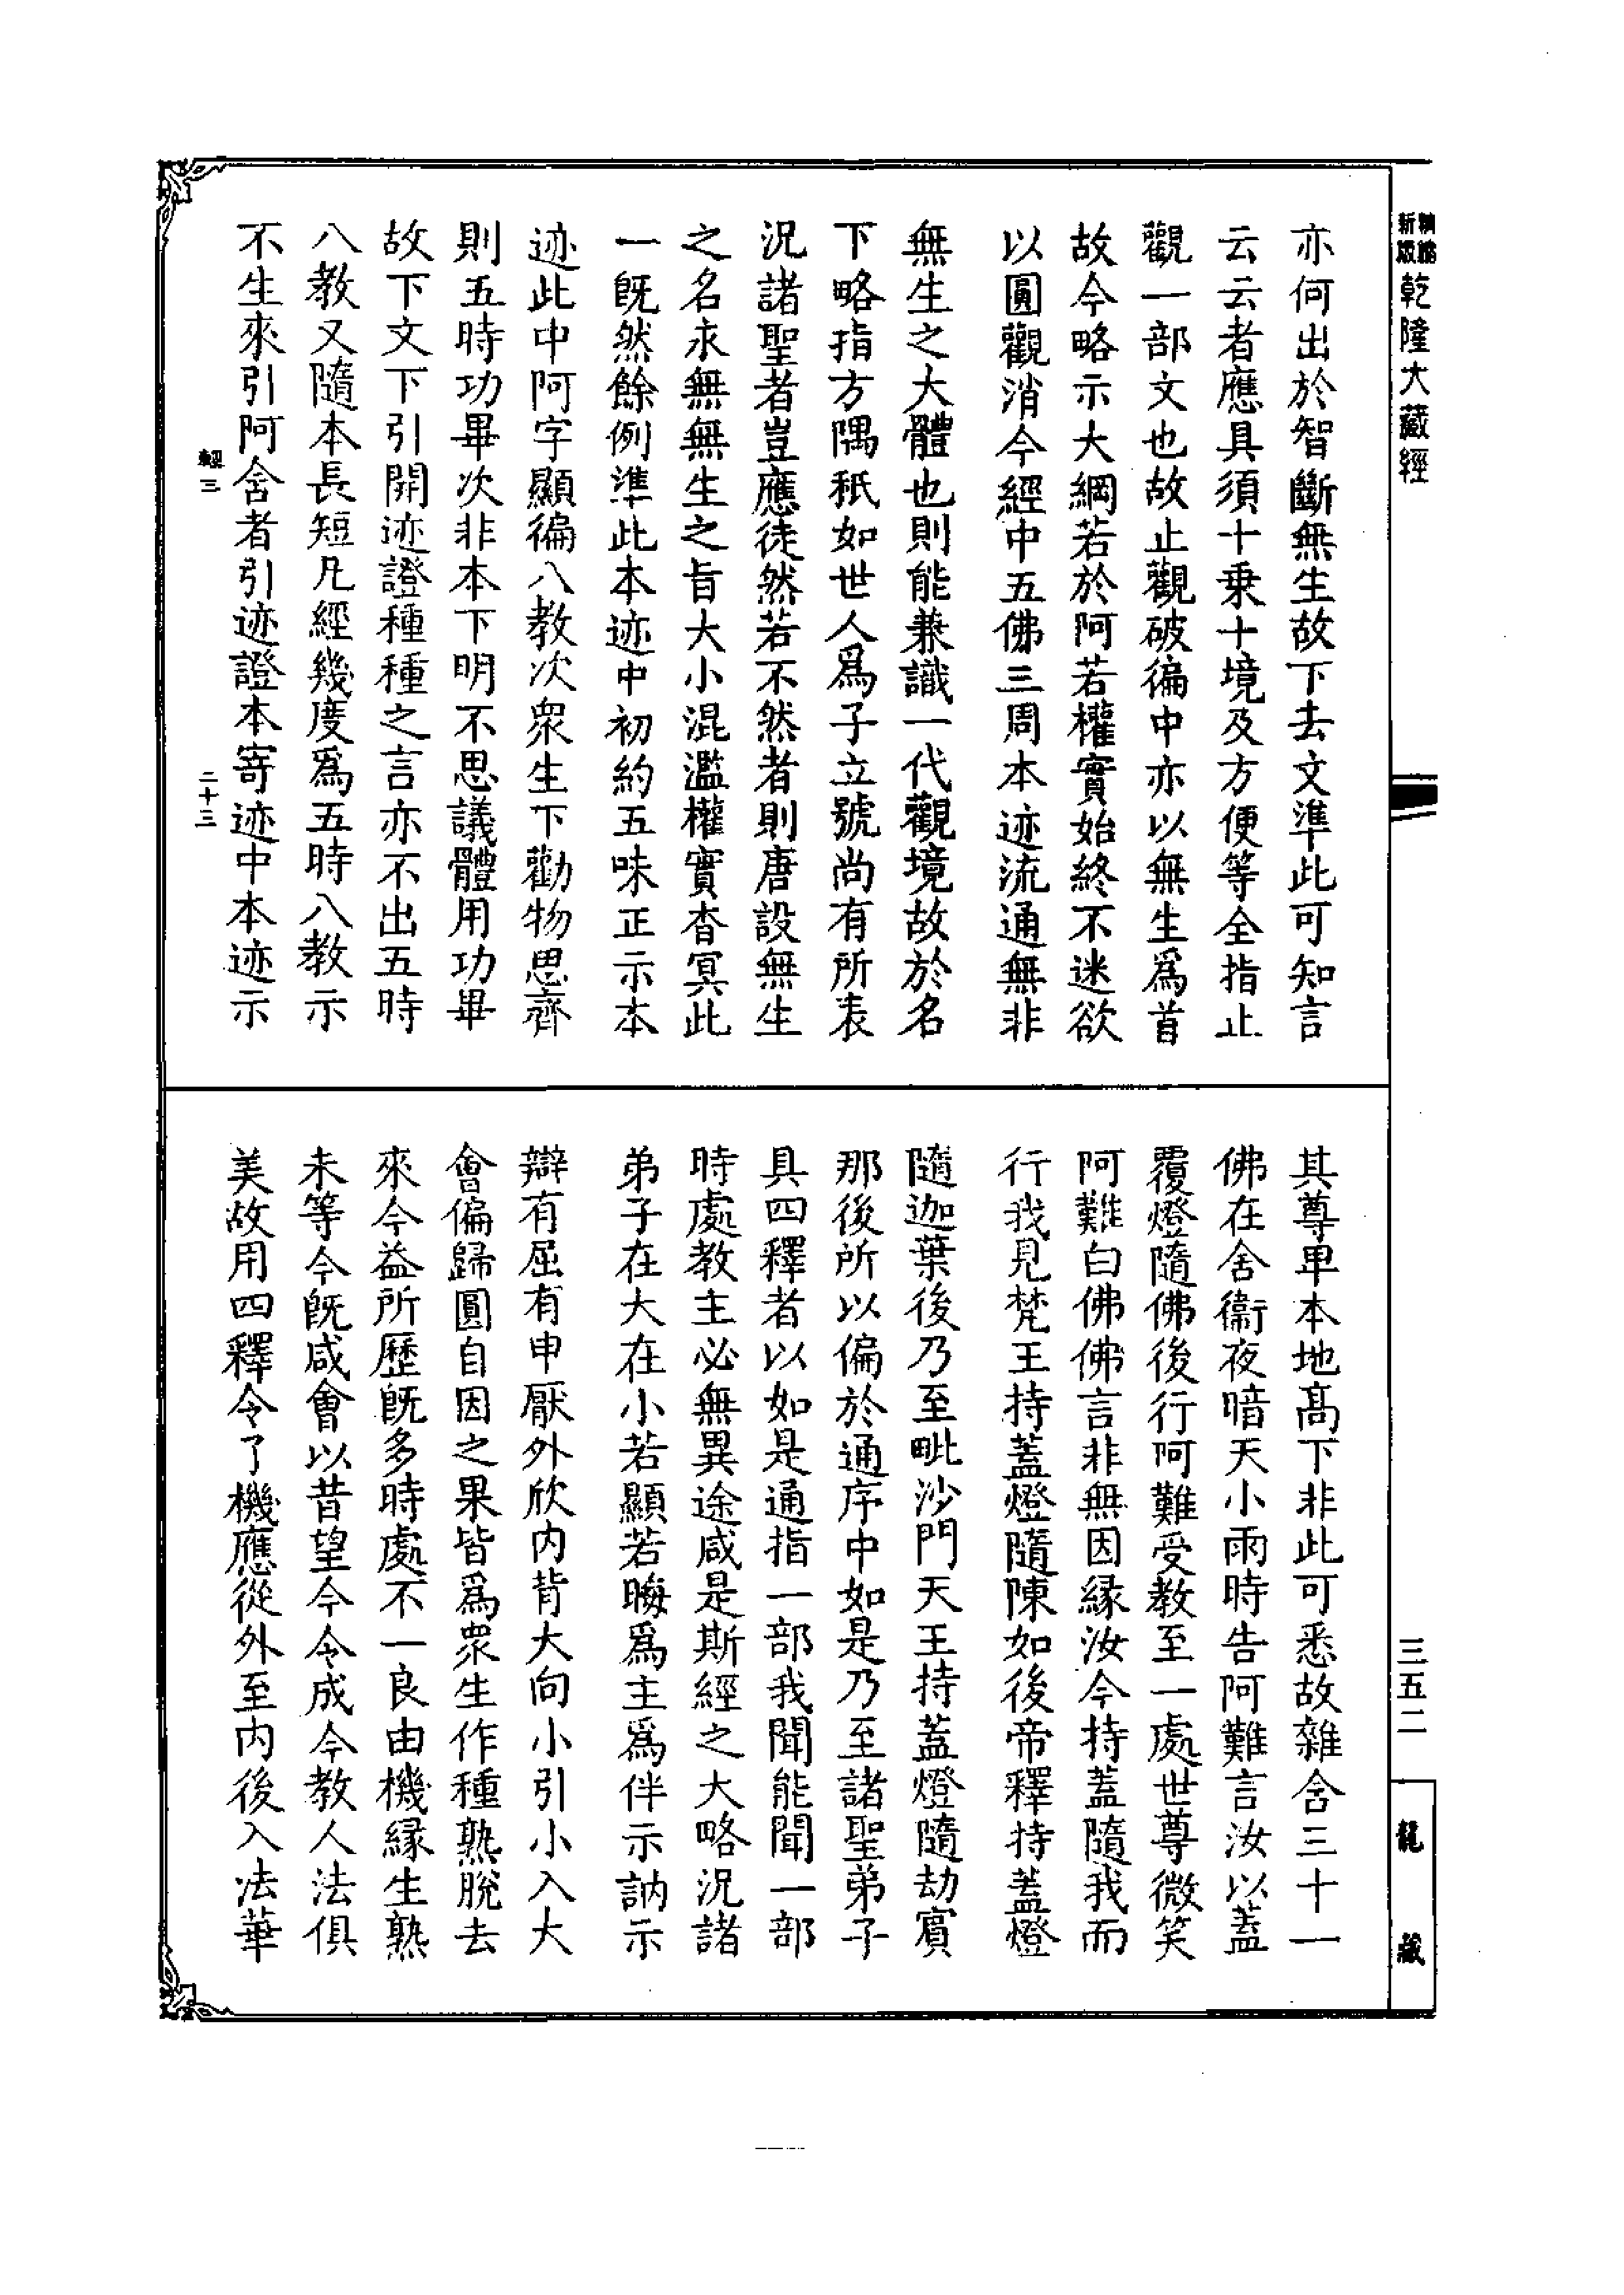 新版
精編
乾隆大藏經
亦何出於智斷無生故下去文準此可知言
云云者應具須十乗十境及方便等全指止
觀一部文也故止觀破徧中亦以無生爲首
故今略示大綱若於阿若權實始終不迷欲
以圓觀消今經中五佛三周本迹流通無非
無生之大體也則能兼識一代觀境故於名
下略指方隅秖如世人爲子立號尚有所表
況諸聖者豈應徒然若不然者則唐設無生
之名永無無生之旨大小混濫權實杳冥此
一旣然餘例準此本迹中初約五味正示本
迹此中阿字顯徧八教次衆生下勸物思齊
則五時功畢次非本下明不思議體用功畢
故下文下引開迹證種種之言亦不出五時
八教又隨本長短凡經幾度爲五時八教示
不生來引阿含者引迹證本寄迹中本迹示
三
二十三
其尊卑本地髙下非此可悉故雜含三十一
佛在舍衞夜暗天小雨時告阿難言汝以蓋
覆燈隨佛後行阿難受教至一處世尊微笑
阿難白佛佛言非無因緣汝今持蓋隨我而
行我見梵王持蓋燈隨陳如後帝釋持蓋燈
隨迦葉後乃至毗沙門天王持蓋燈隨劫賔
那後所以偏於通序中如是乃至諸聖弟子
具四釋者以如是通指一部我聞能聞一部
時處教主必無異途咸是斯經之大略況諸
弟子在大在小若顯若晦爲主爲伴示訥示
辯有屈有申厭外欣内背大向小引小入大
會偏歸圓自因之果皆爲衆生作種熟脫去
來今益所歷旣多時處不一良由機緣生熟
未等今旣咸會以昔望今令成今教人法俱
美故用四釋令了機應從外至内後入法華
三五二
龍藏